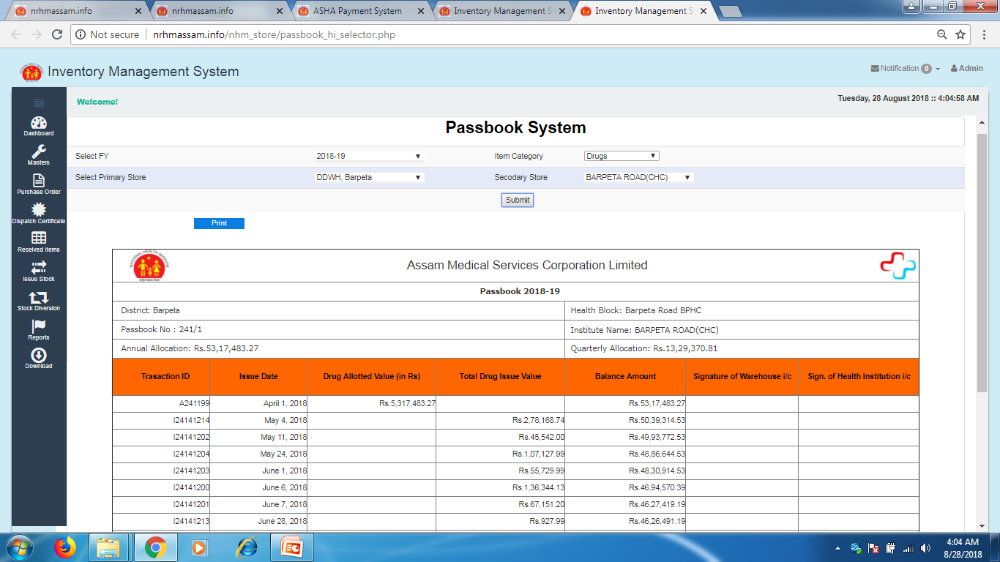 nrhmassam.info
nrhmassam.info
ASHA Payment System
Inventory Management S
Inventory Management S
Not secure
nrhmassam.info/nhm_store/passbook_hi_selector.php
Inventory Management System
Notification 0
Admin
Welcome!
Tuesday, 28 August 2018 :: 4:04:58 AM
Dashboard
Masters
Purchase Order
Dispatch Certificate
Received Items
Issue Stock
Stock Diversion
Reports
Download
Passbook System
Select FY 2018-19 Item Category Drugs
Select Primary Store DDWH, Barpeta Secodary Store BARPETA ROAD(CHC)
Submit
Print
NATIONAL HEALTH MISSION
Assam Medical Services Corporation Limited
Passbook 2018-19
District: Barpeta Health Block: Barpeta Road BPHC
Passbook No : 241/1 Institute Name: BARPETA ROAD(CHC)
Annual Allocation: Rs.53,17,483.27 Quarterly Allocation: Rs.13,29,370.81
Trasaction ID Issue Date Drug Allotted Value (in Rs) Total Drug Issue Value Balance Amount Signature of Warehouse i/c Sign. of Health Institution i/c
A241199 April 1, 2018 Rs.5,317,483.27 Rs.53,17,483.27
I24141214 May 4, 2018 Rs.2,78,168.74 Rs.50,39,314.53
I24141202 May 11, 2018 Rs.45,542.00 Rs.49,93,772.53
I24141204 May 24, 2018 Rs.1,07,127.99 Rs.48,86,644.53
I24141203 June 1, 2018 Rs.55,729.99 Rs.48,30,914.53
I24141200 June 6, 2018 Rs.1,36,344.13 Rs.46,94,570.39
I24141201 June 7, 2018 Rs.67,151.20 Rs.46,27,419.19
I24141213 June 28, 2018 Rs.927.99 Rs.46,26,491.19
4:04 AM
8/28/2018